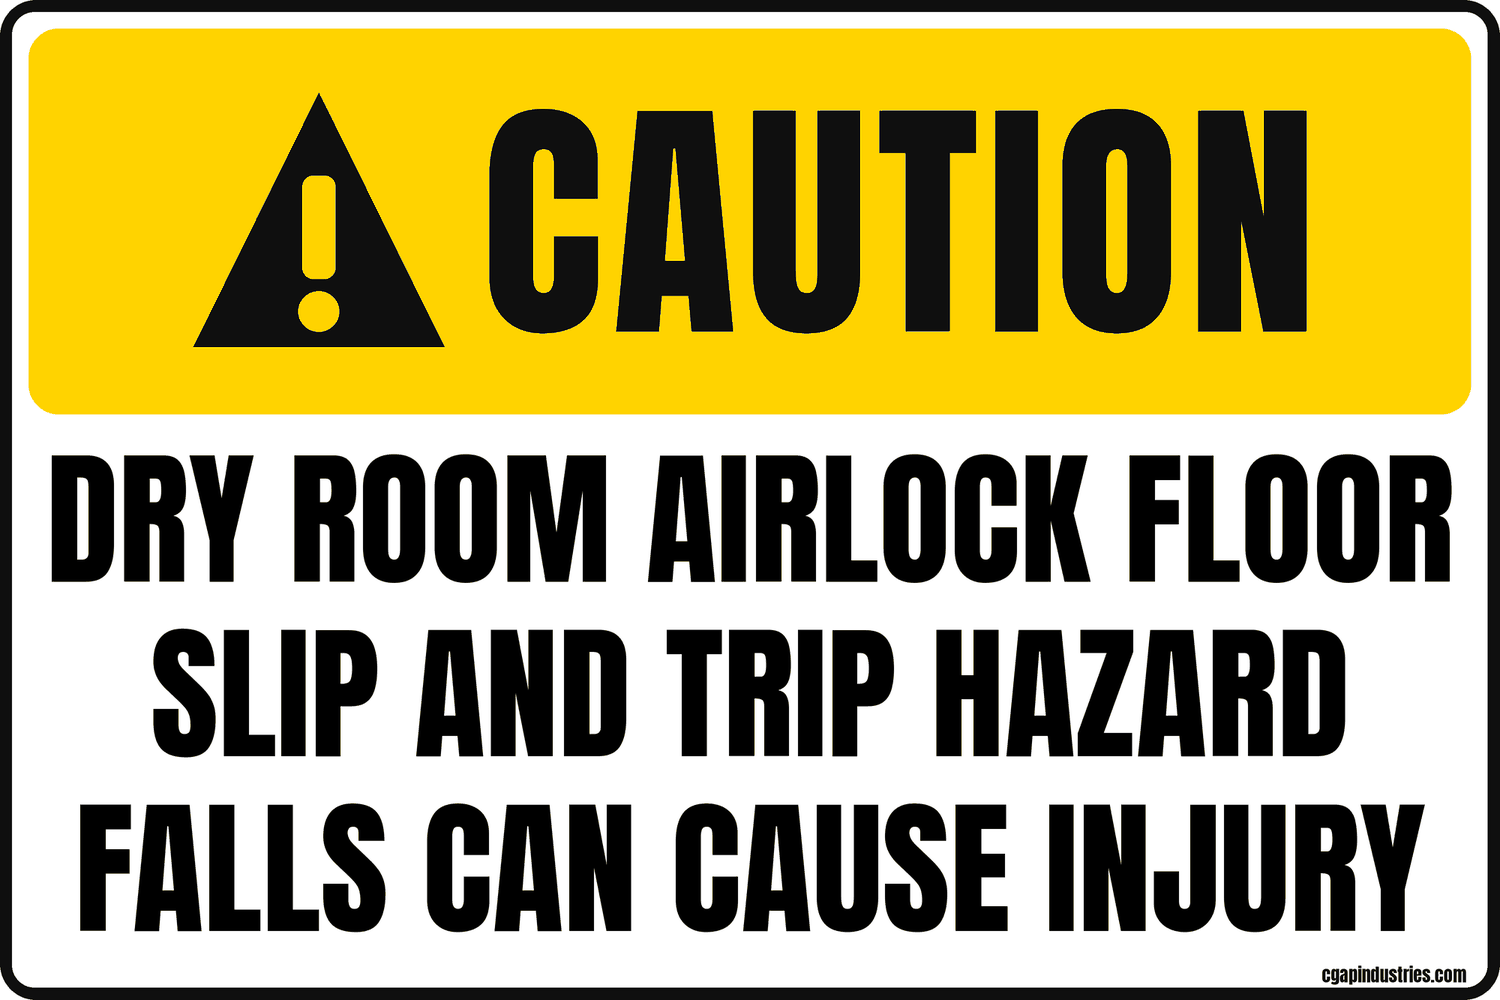 CAUTION
DRY ROOM AIRLOCK FLOOR
SLIP AND TRIP HAZARD
FALLS CAN CAUSE INJURY
cgapindustries.com